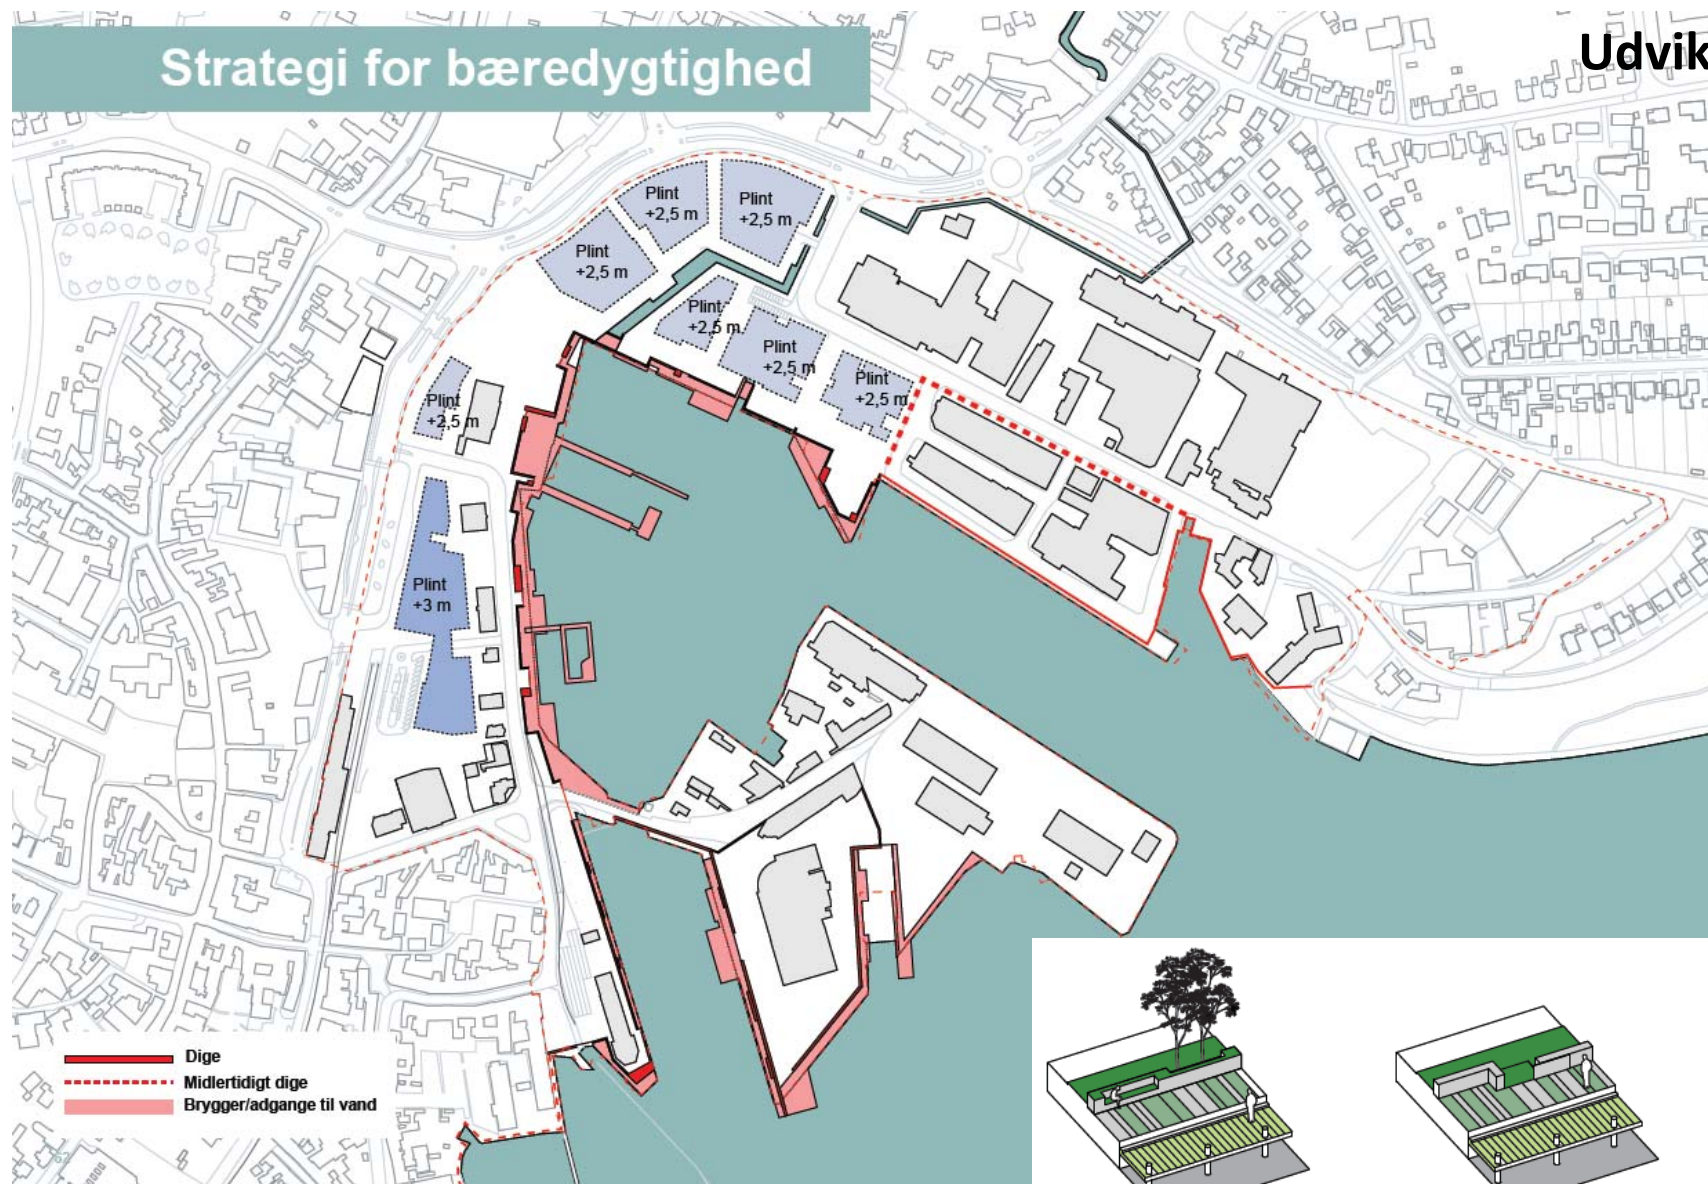 Strategi for bæredygtighed
Udvik
Plint
+2,5 m
Plint
+2,5 m
Plint
+2,5 m
Plint
+2,5 m
Plint
+2,5 m
Plint
+2,5 m
Plint
+2,5 m
Plint
+3 m
Dige
Midlertidigt dige
Brygger/adgange til vand
62